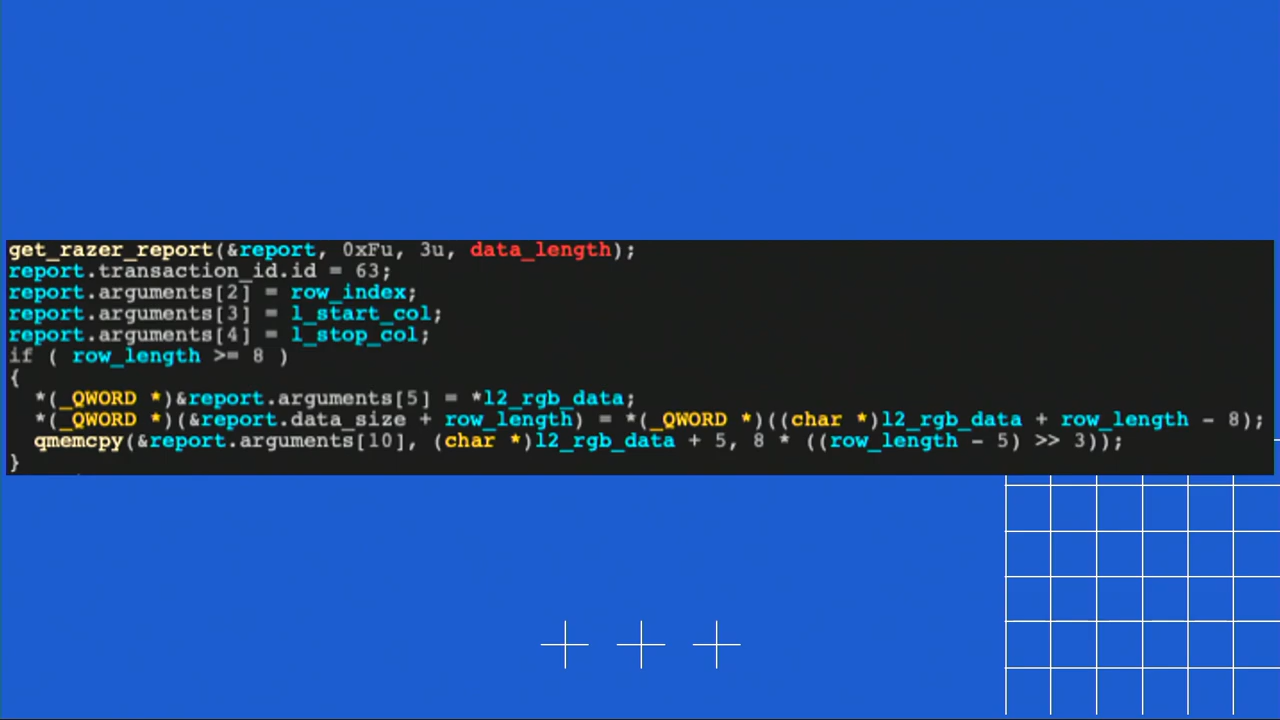 get_razer_report(&report, 0xFu, 3u, data_length);
report.transaction_id.id = 63;
report.arguments[2] = row_index;
report.arguments[3] = l_start_col;
report.arguments[4] = l_stop_col;
if ( row_length >= 8 )
{
  *(_QWORD *)&report.arguments[5] = *l2_rgb_data;
  *(_QWORD *)(&report.data_size + row_length) = *(_QWORD *)((char *)l2_rgb_data + row_length - 8);
  qmemcpy(&report.arguments[10], (char *)l2_rgb_data + 5, 8 * ((row_length - 5) >> 3));
}